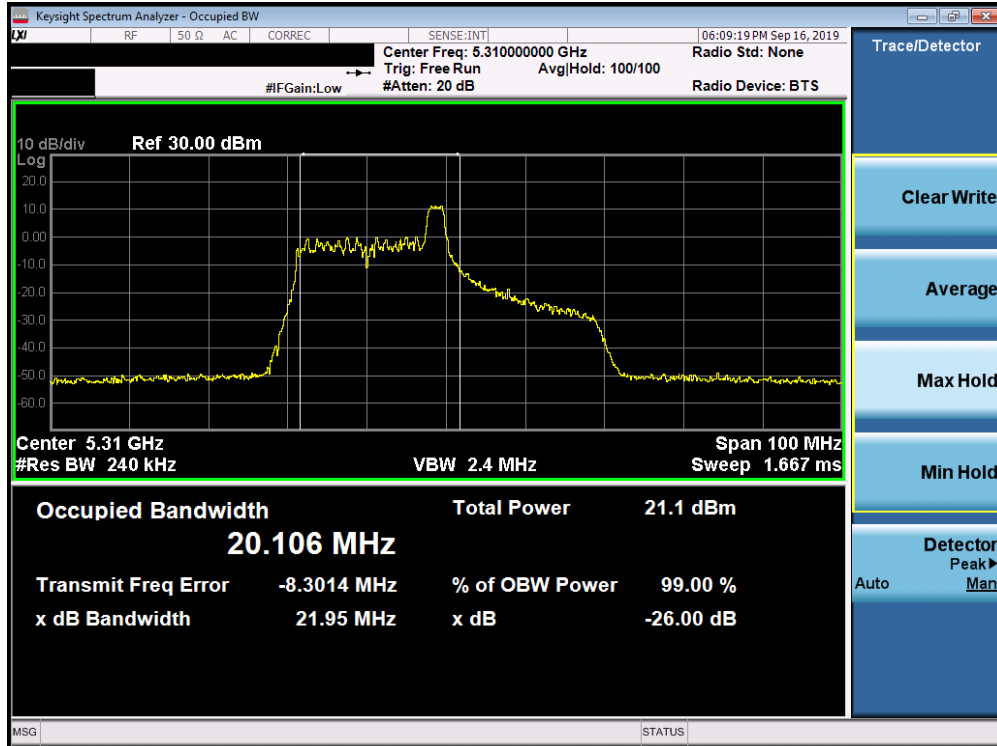 Keysight Spectrum Analyzer - Occupied BW
LXI RF 50 Ω AC CORREC SENSE:INT 06:09:19 PM Sep 16, 2019
Center Freq: 5.310000000 GHz Radio Std: None
Trig: Free Run Avg|Hold: 100/100
#IFGain:Low #Atten: 20 dB Radio Device: BTS
Trace/Detector
10 dB/div Ref 30.00 dBm
Log
20.0
10.0
0.00
-10.0
-20.0
-30.0
-40.0
-50.0
-60.0
Center 5.31 GHz Span 100 MHz
#Res BW 240 kHz VBW 2.4 MHz Sweep 1.667 ms
Clear Write
Average
Max Hold
Min Hold
Detector
Peak▶
Auto Man
Occupied Bandwidth Total Power 21.1 dBm
20.106 MHz
Transmit Freq Error -8.3014 MHz % of OBW Power 99.00 %
x dB Bandwidth 21.95 MHz x dB -26.00 dB
MSG STATUS